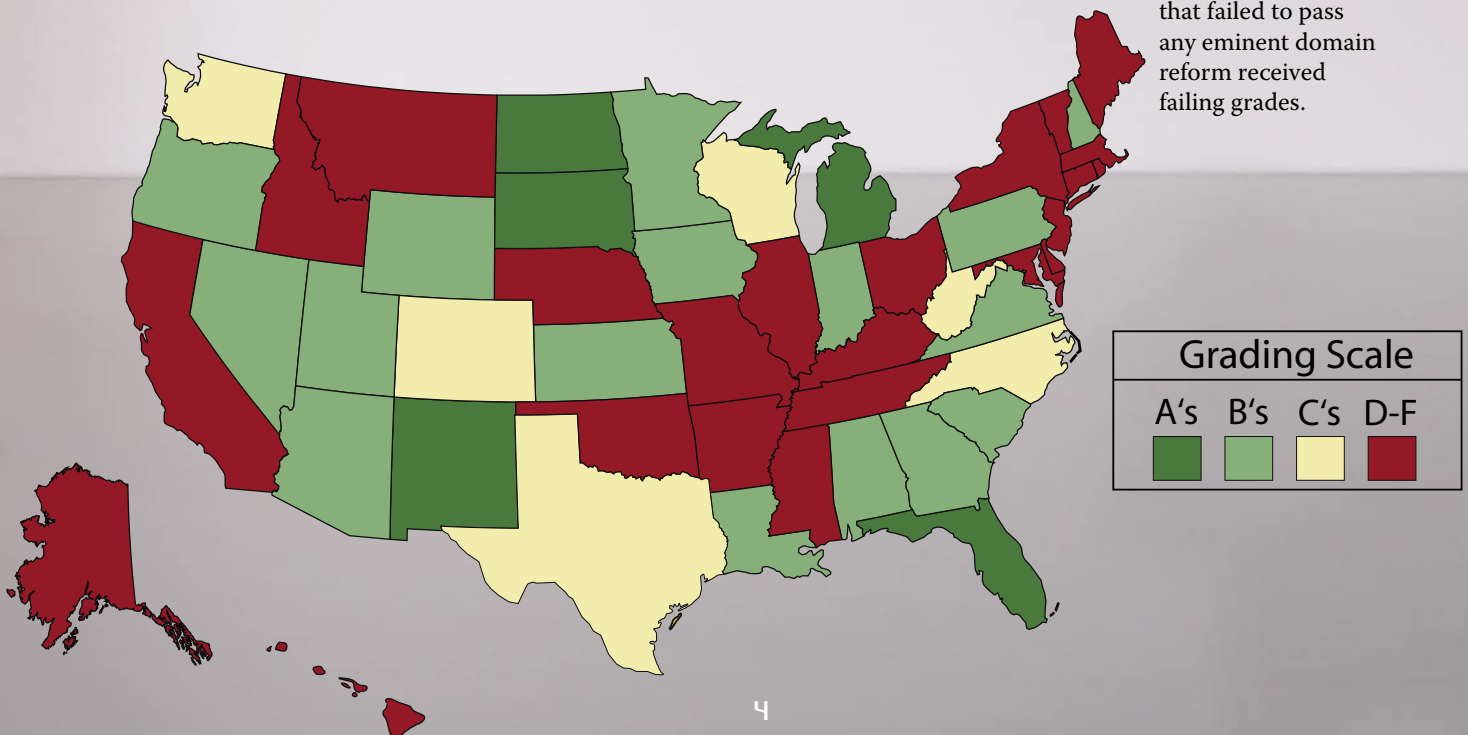 that failed to pass
any eminent domain
reform received
failing grades.
Grading Scale
A‘s B‘s C‘s D-F
4